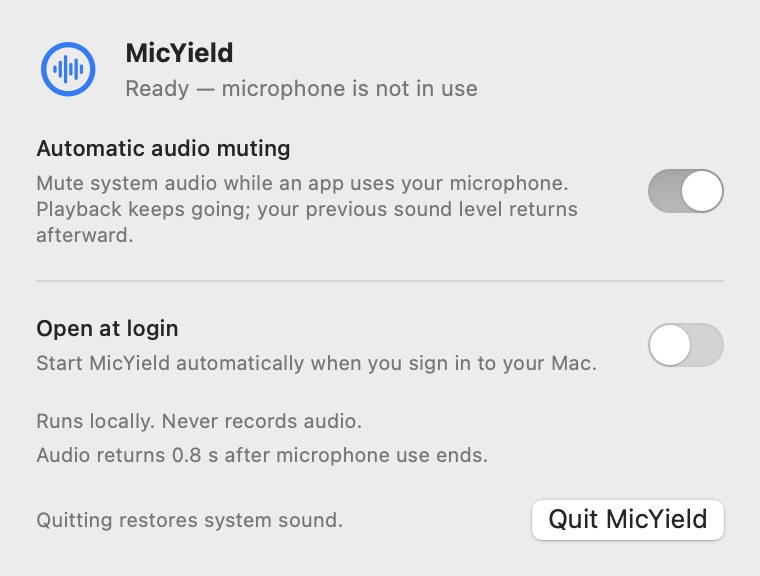 MicYield
Ready — microphone is not in use
Automatic audio muting
Mute system audio while an app uses your microphone.
Playback keeps going; your previous sound level returns
afterward.
Open at login
Start MicYield automatically when you sign in to your Mac.
Runs locally. Never records audio.
Audio returns 0.8 s after microphone use ends.
Quitting restores system sound.
Quit MicYield